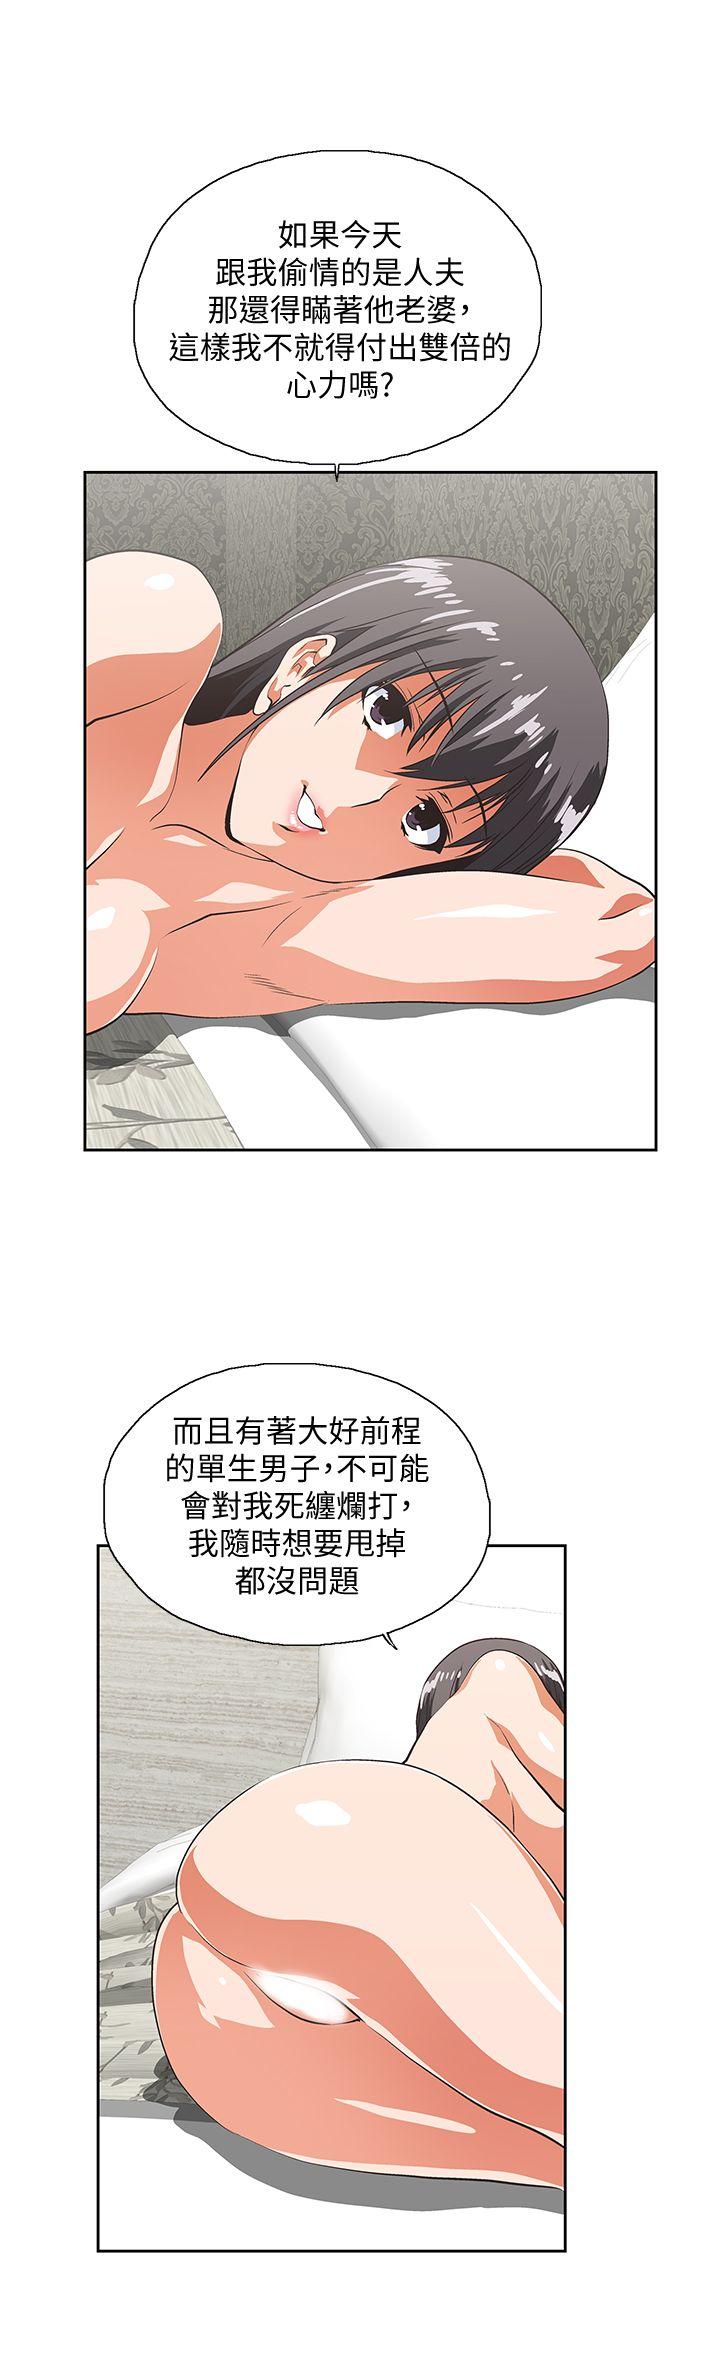 如果今天
跟我偷情的是人夫
那還得瞞著他老婆，
這樣我不就得付出雙倍的
心力嗎?
而且有著大好前程
的單生男子，不可能
會對我死纏爛打，
我隨時想要甩掉
都沒問題